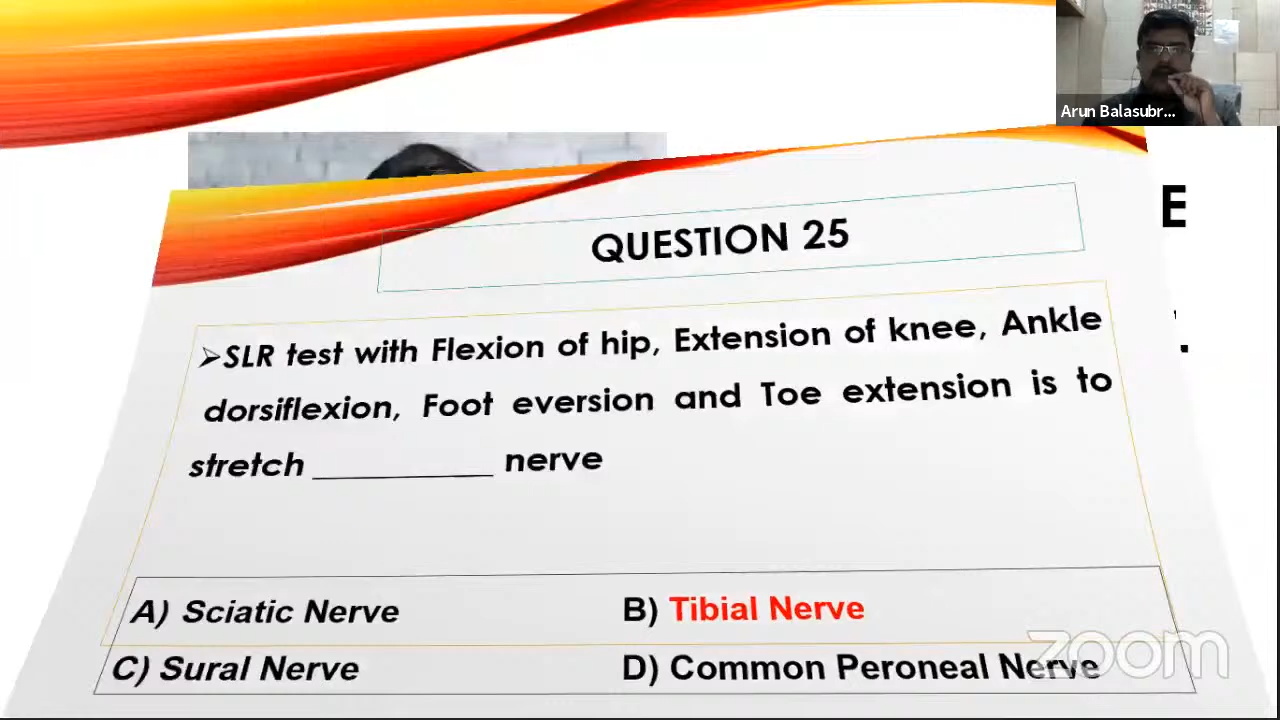 Arun Balasubr...
E
QUESTION 25
➢SLR test with Flexion of hip, Extension of knee, Ankle
dorsiflexion, Foot eversion and Toe extension is to
stretch __________ nerve
A) Sciatic Nerve
B) Tibial Nerve
C) Sural Nerve
D) Common Peroneal Nerve
zoom